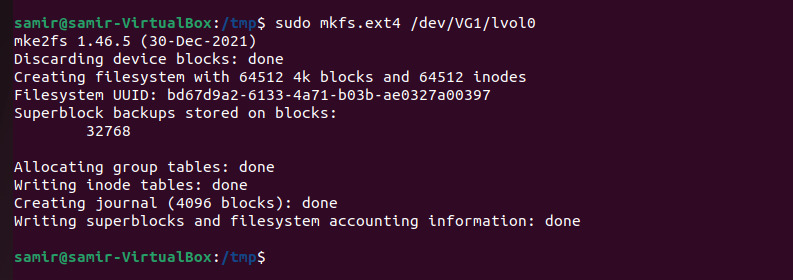 samir@samir-VirtualBox:/tmp$ sudo mkfs.ext4 /dev/VG1/lvol0
mke2fs 1.46.5 (30-Dec-2021)
Discarding device blocks: done
Creating filesystem with 64512 4k blocks and 64512 inodes
Filesystem UUID: bd67d9a2-6133-4a71-b03b-ae0327a00397
Superblock backups stored on blocks:
        32768

Allocating group tables: done
Writing inode tables: done
Creating journal (4096 blocks): done
Writing superblocks and filesystem accounting information: done

samir@samir-VirtualBox:/tmp$